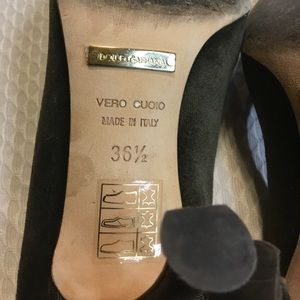 DOLCE & GABBANA
VERO CUOIO
MADE IN ITALY
36½